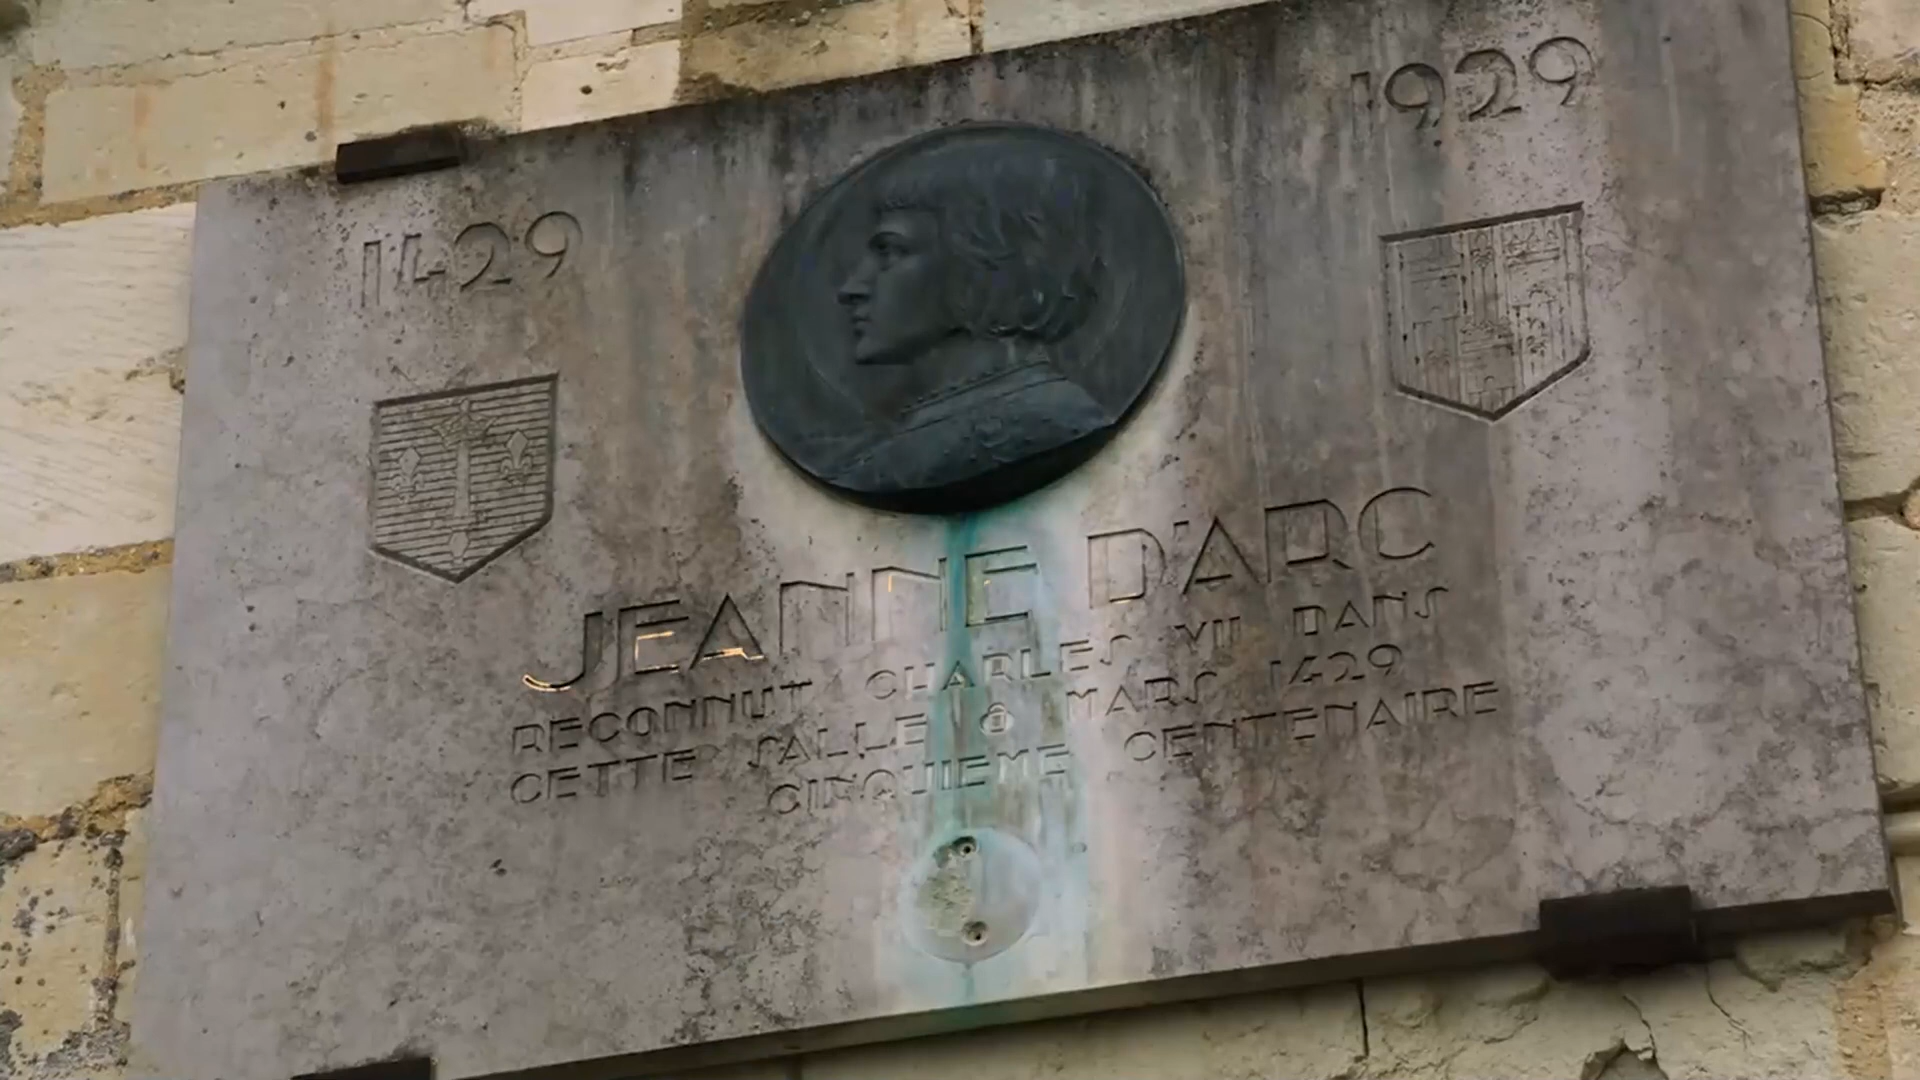 1429 1929
JEANNE D'ARC
RECONNUT CHARLES VII DANS
CETTE SALLE 8 MARS 1429
CINQUIEME CENTENAIRE